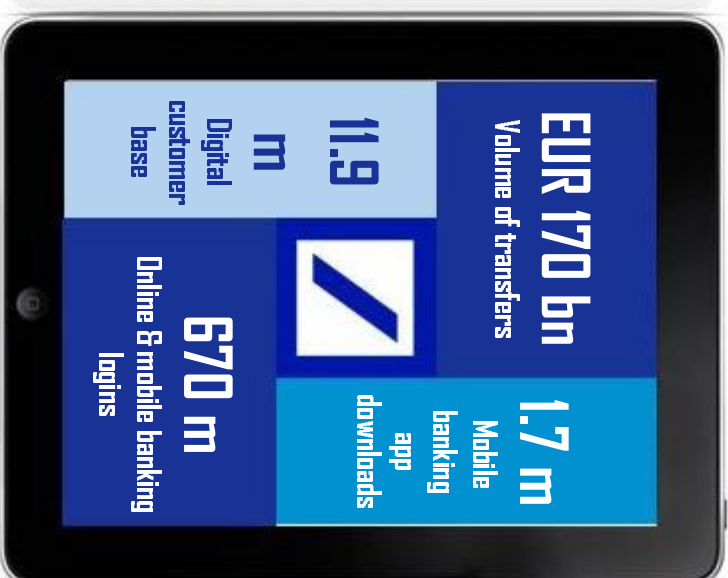 EUR 170 bn
Volume of transfers
1.7 m
Mobile
banking
app
downloads
11.9
m
Digital
customer
base
670 m
Online & mobile banking
logins